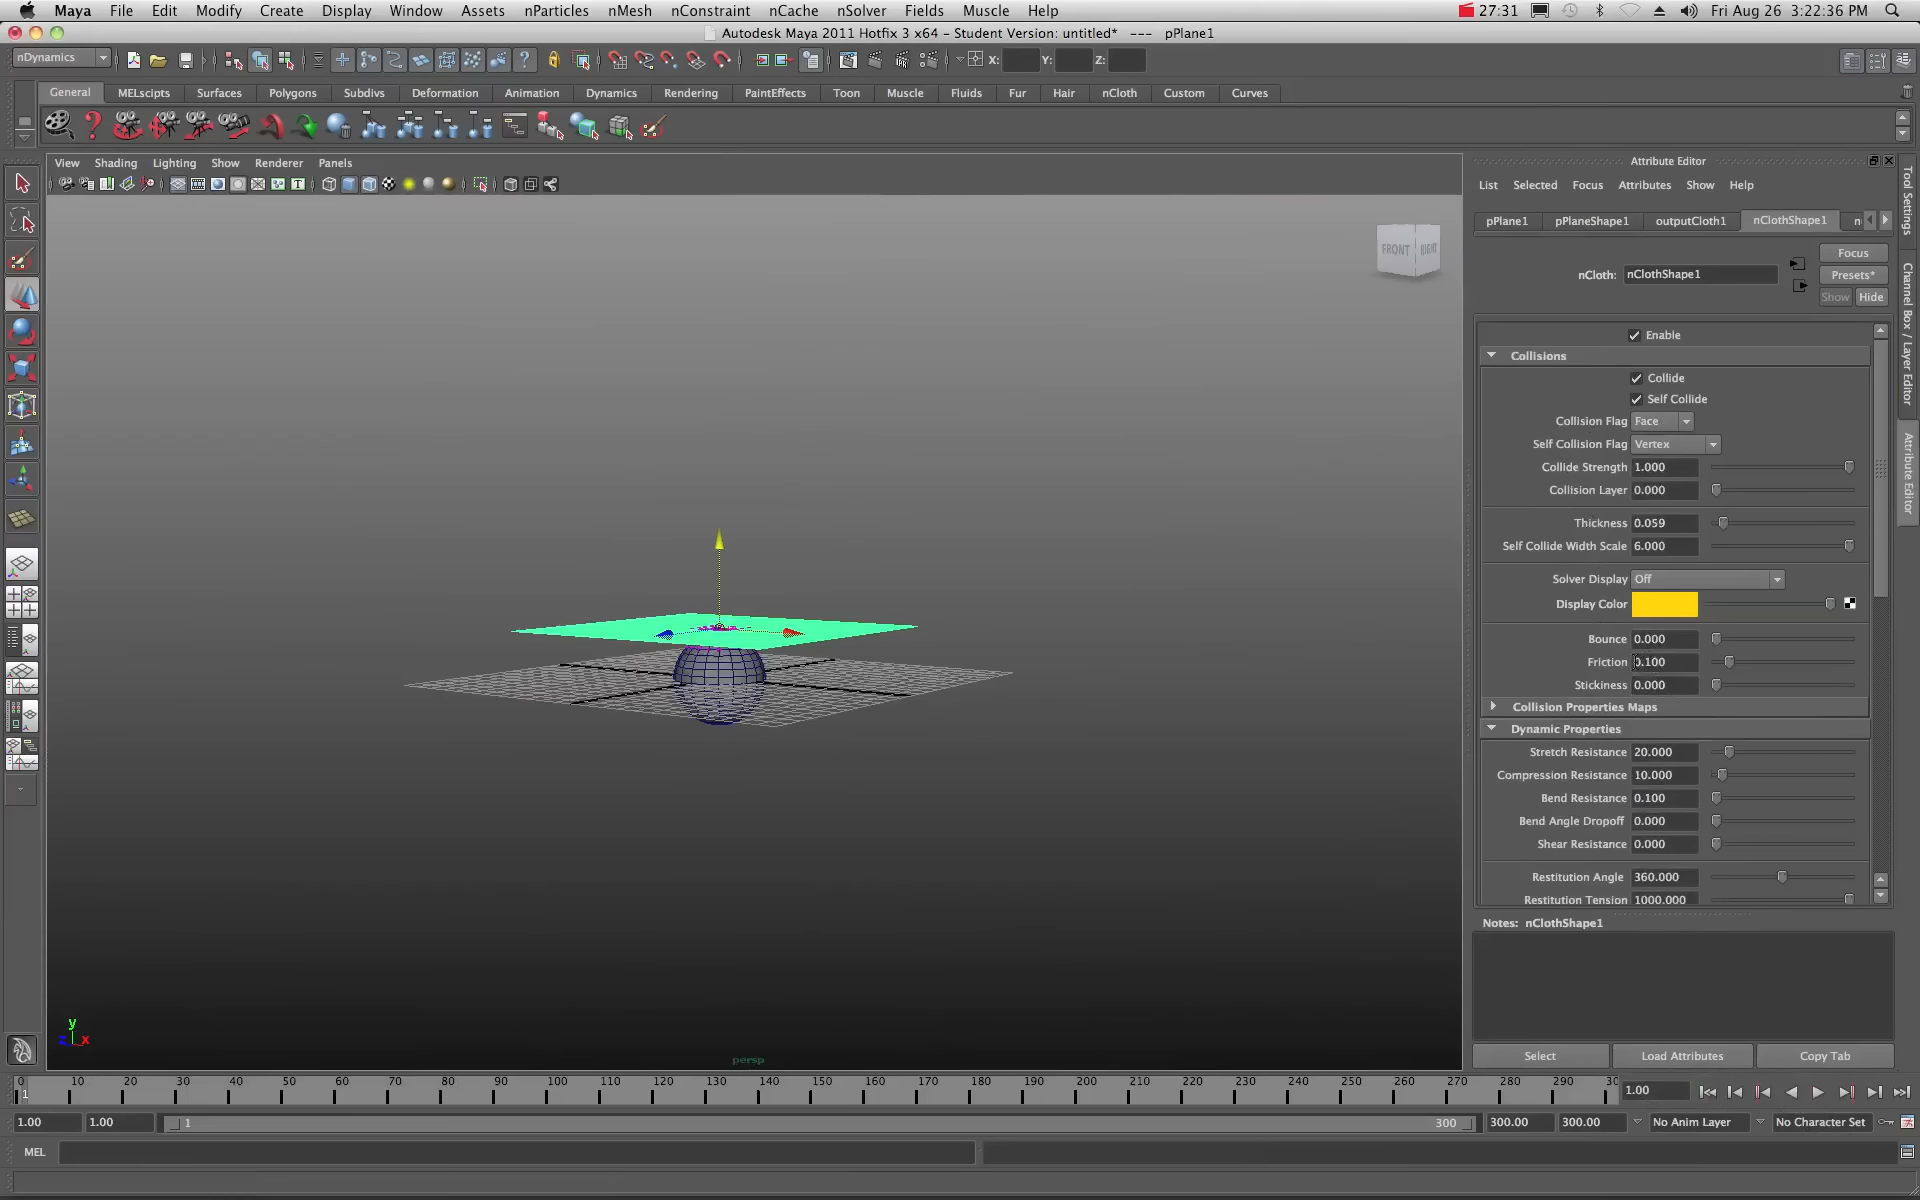 Maya File Edit Modify Create Display Window Assets nParticles nMesh nConstraint nCache nSolver Fields Muscle Help 27:31 Fri Aug 26 3:22:36 PM
Autodesk Maya 2011 Hotfix 3 x64 - Student Version: untitled* --- pPlane1
nDynamics X: Y: Z:
General MELscipts Surfaces Polygons Subdivs Deformation Animation Dynamics Rendering PaintEffects Toon Muscle Fluids Fur Hair nCloth Custom Curves
View Shading Lighting Show Renderer Panels
Attribute Editor
List Selected Focus Attributes Show Help
pPlane1 pPlaneShape1 outputCloth1 nClothShape1 n
Focus
nCloth: nClothShape1 Presets*
Show Hide
FRONT RIGHT
Enable
Collisions
Collide
Self Collide
Collision Flag Face
Self Collision Flag Vertex
Collide Strength 1.000
Collision Layer 0.000
Thickness 0.059
Self Collide Width Scale 6.000
Solver Display Off
Display Color
Bounce 0.000
Friction 0.100
Stickiness 0.000
Collision Properties Maps
Dynamic Properties
Stretch Resistance 20.000
Compression Resistance 10.000
Bend Resistance 0.100
Bend Angle Dropoff 0.000
Shear Resistance 0.000
Restitution Angle 360.000
Restitution Tension 1000.000
Notes: nClothShape1
Select Load Attributes Copy Tab
Tool Settings
Channel Box / Layer Editor
Attribute Editor
y
z x
persp
0 10 20 30 40 50 60 70 80 90 100 110 120 130 140 150 160 170 180 190 200 210 220 230 240 250 260 270 280 290 30
1 1.00
1.00 1.00 1 300 300.00 300.00 No Anim Layer No Character Set
MEL